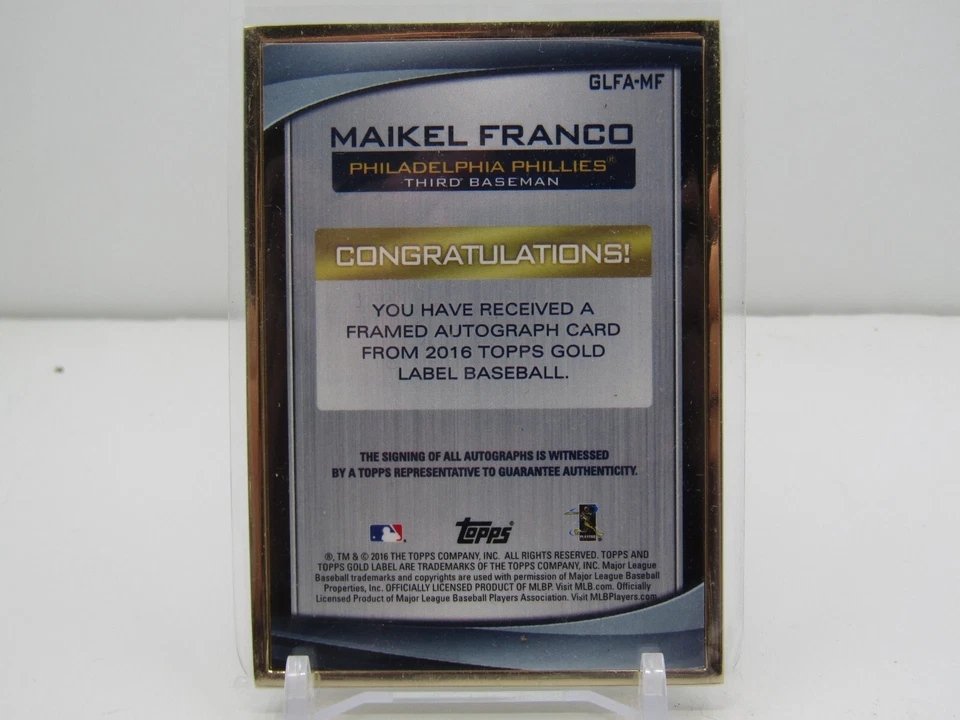 GLFA-MF
MAIKEL FRANCO
PHILADELPHIA PHILLIES®
THIRD BASEMAN
CONGRATULATIONS!
YOU HAVE RECEIVED A
FRAMED AUTOGRAPH CARD
FROM 2016 TOPPS GOLD
LABEL BASEBALL.
THE SIGNING OF ALL AUTOGRAPHS IS WITNESSED
BY A TOPPS REPRESENTATIVE TO GUARANTEE AUTHENTICITY.
Topps®
®, TM & © 2016 THE TOPPS COMPANY, INC. ALL RIGHTS RESERVED. TOPPS AND
TOPPS GOLD LABEL ARE TRADEMARKS OF THE TOPPS COMPANY, INC. Major League
Baseball trademarks and copyrights are used with permission of Major League Baseball
Properties, Inc. OFFICIALLY LICENSED PRODUCT OF MLBP. Visit MLB.com. Officially
Licensed Product of Major League Baseball Players Association. Visit MLBPlayers.com